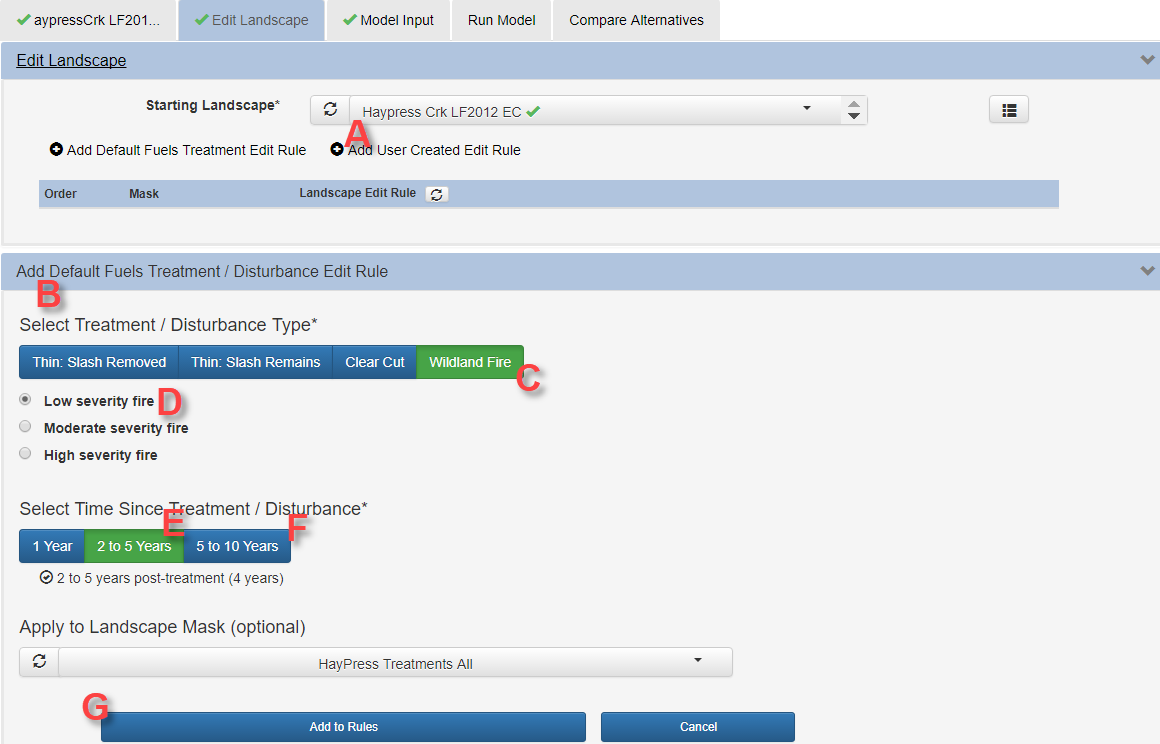 aypressCrk LF201... Edit Landscape Model Input Run Model Compare Alternatives
Edit Landscape
Starting Landscape* Haypress Crk LF2012 EC
A
Add Default Fuels Treatment Edit Rule Add User Created Edit Rule
Order Mask Landscape Edit Rule
Add Default Fuels Treatment / Disturbance Edit Rule
B
Select Treatment / Disturbance Type*
Thin: Slash Removed Thin: Slash Remains Clear Cut Wildland Fire
C
Low severity fire D
Moderate severity fire
High severity fire
Select Time Since Treatment / Disturbance*
E F
1 Year 2 to 5 Years 5 to 10 Years
2 to 5 years post-treatment (4 years)
Apply to Landscape Mask (optional)
HayPress Treatments All
G
Add to Rules Cancel